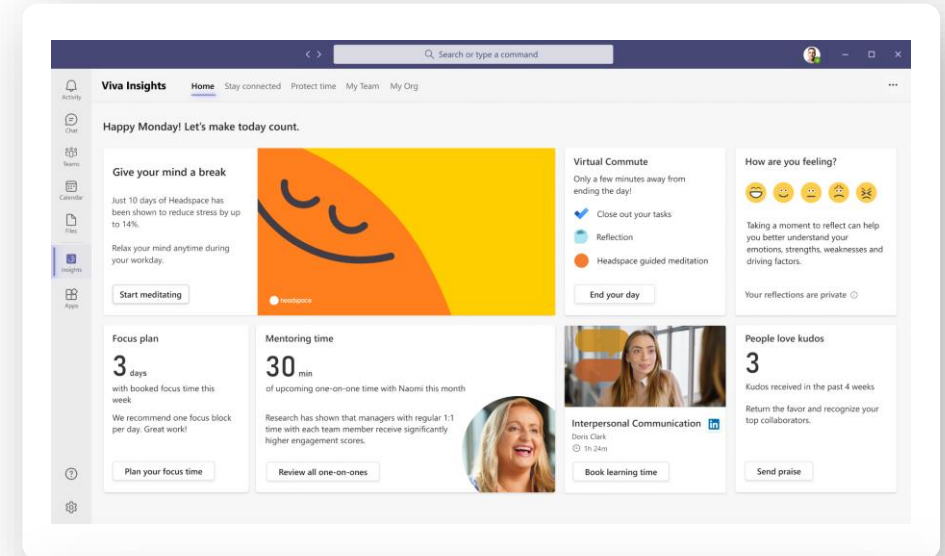 Search or type a command
Activity
Chat
Teams
Calendar
Files
Insights
Apps
Viva Insights
Home
Stay connected
Protect time
My Team
My Org
Happy Monday! Let's make today count.
Give your mind a break
Just 10 days of Headspace has
been shown to reduce stress by up
to 14%.
Relax your mind anytime during
your workday.
Start meditating
headspace
Virtual Commute
Only a few minutes away from
ending the day!
Close out your tasks
Reflection
Headspace guided meditation
End your day
How are you feeling?
Taking a moment to reflect can help
you better understand your
emotions, strengths, weaknesses and
driving factors.
Your reflections are private
Focus plan
3 days
with booked focus time this
week
We recommend one focus block
per day. Great work!
Plan your focus time
Mentoring time
30 min
of upcoming one-on-one time with Naomi this month
Research has shown that managers with regular 1:1
time with each team member receive significantly
higher engagement scores.
Review all one-on-ones
Interpersonal Communication in
Doris Clark
1h 24m
Book learning time
People love kudos
3
Kudos received in the past 4 weeks
Return the favor and recognize your
top collaborators.
Send praise